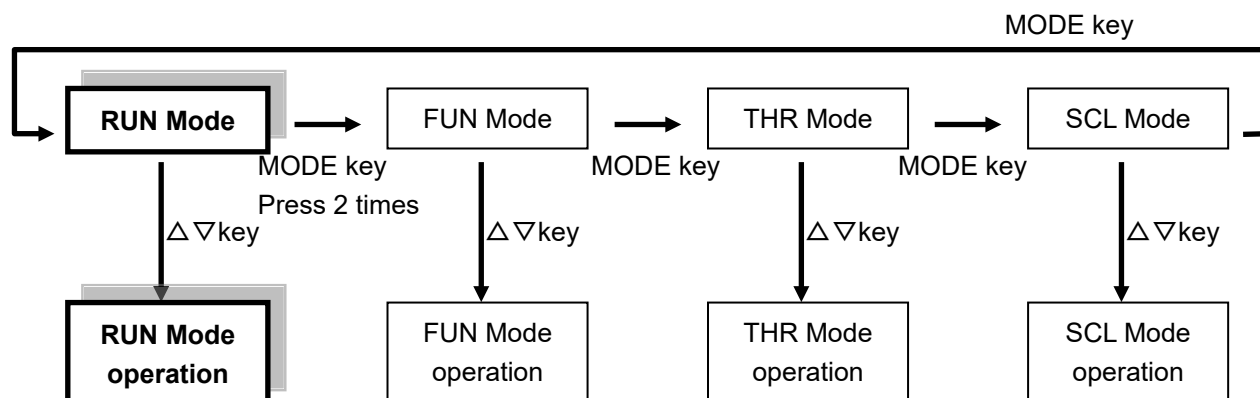 MODE key
RUN Mode
FUN Mode
THR Mode
SCL Mode
MODE key
Press 2 times
MODE key
MODE key
△▽key
△▽key
△▽key
△▽key
RUN Mode
operation
FUN Mode
operation
THR Mode
operation
SCL Mode
operation